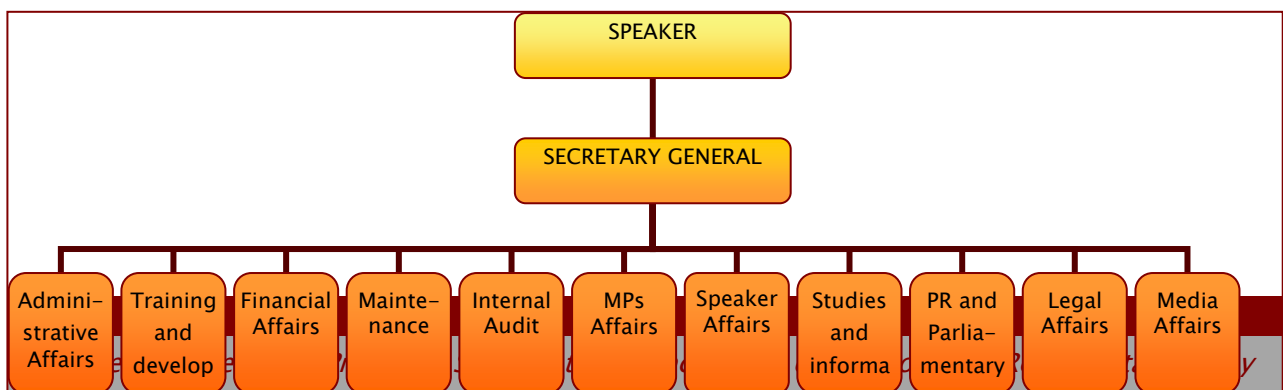 SPEAKER
SECRETARY GENERAL
Admini-
strative
Affairs
Training
and
develop
Financial
Affairs
Mainte-
nance
Internal
Audit
MPs
Affairs
Speaker
Affairs
Studies
and
informa
PR and
Parlia-
mentary
Legal
Affairs
Media
Affairs